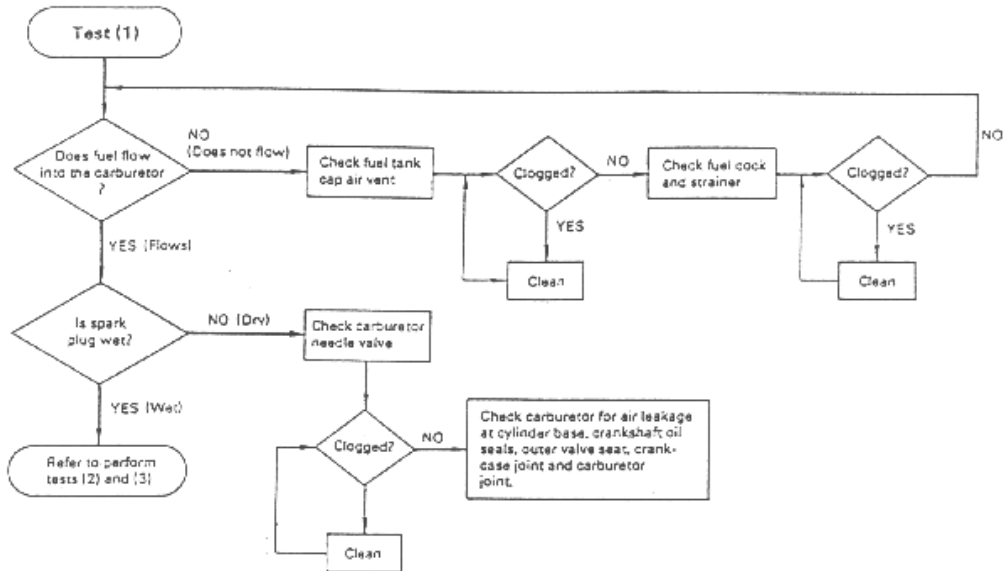 Test (1)
Does fuel flow
into the carburetor
?
NO
(Does not flow)
Check fuel tank
cap air vent
Clogged?
NO
YES
Clean
Check fuel cock
and strainer
Clogged?
NO
YES
Clean
YES (Flows)
Is spark
plug wet?
NO (Dry)
Check carburetor
needle valve
Clogged?
NO
Clean
Check carburetor for air leakage
at cylinder base, crankshaft oil
seals, outer valve seat, crank-
case joint and carburetor
joint.
YES (Wet)
Refer to perform
tests (2) and (3)